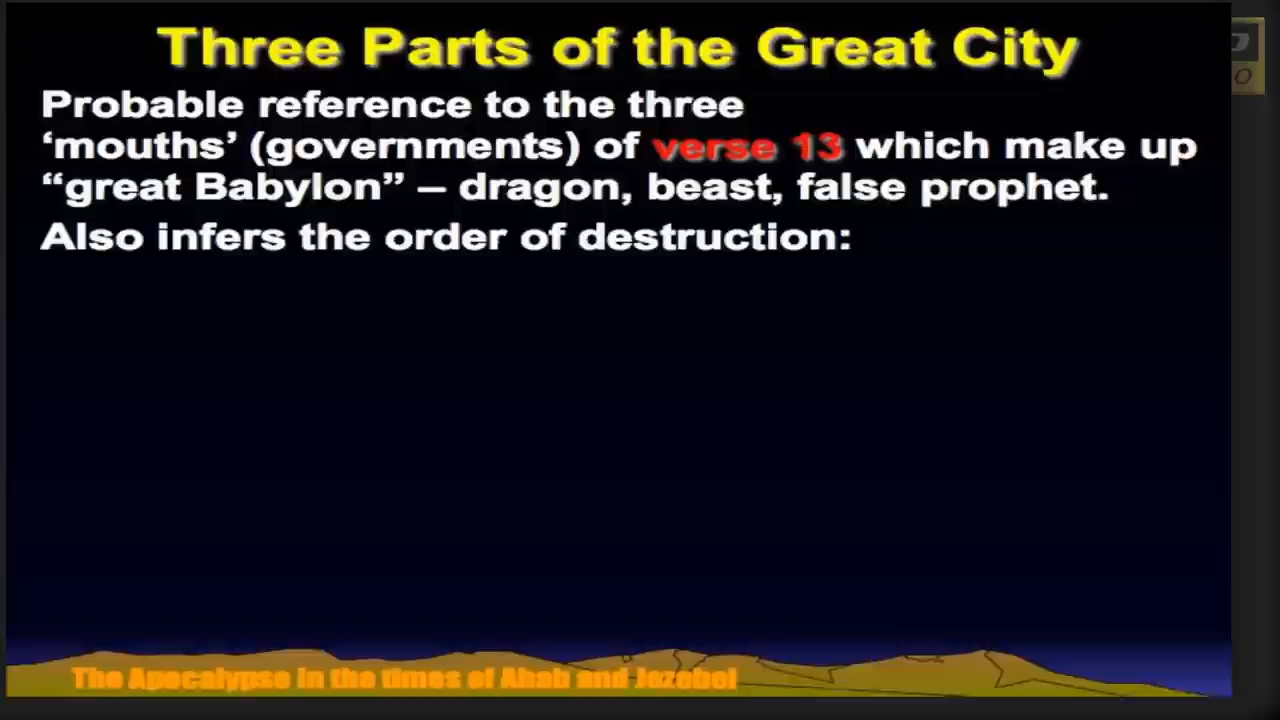 Three Parts of the Great City
Probable reference to the three
‘mouths’ (governments) of verse 13 which make up
“great Babylon” – dragon, beast, false prophet.
Also infers the order of destruction:
The Apocalypse in the times of Ahab and Jezebel